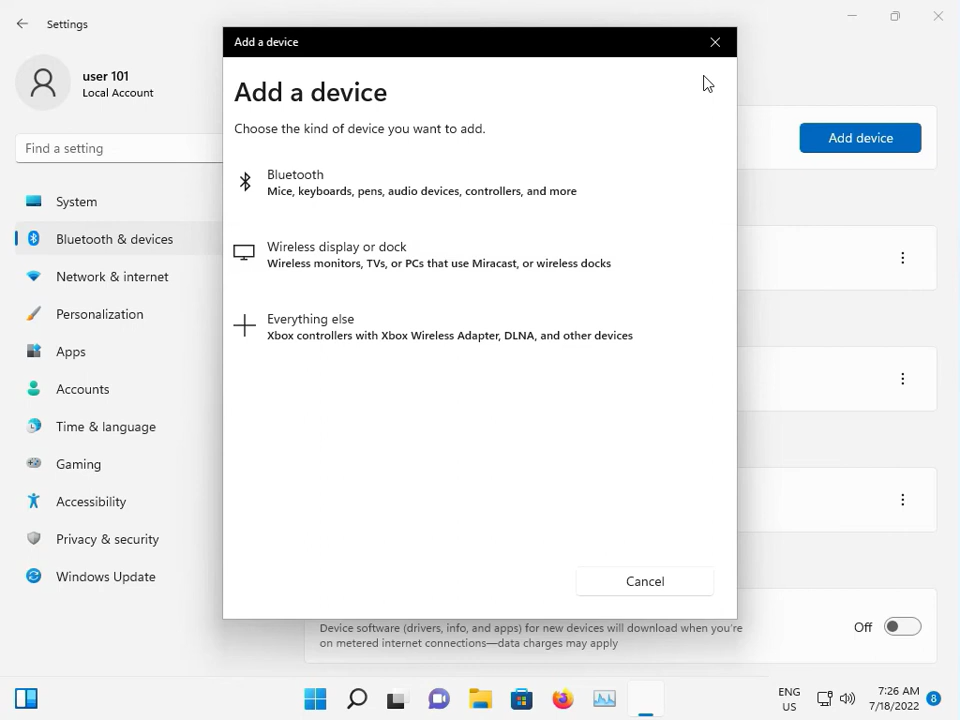 Settings
user 101
Local Account
Find a setting
System
Bluetooth & devices
Network & internet
Personalization
Apps
Accounts
Time & language
Gaming
Accessibility
Privacy & security
Windows Update
Add a device
Add a device
Choose the kind of device you want to add.
Bluetooth
Mice, keyboards, pens, audio devices, controllers, and more
Wireless display or dock
Wireless monitors, TVs, or PCs that use Miracast, or wireless docks
Everything else
Xbox controllers with Xbox Wireless Adapter, DLNA, and other devices
Cancel
Add device
Device software (drivers, info, and apps) for new devices will download when you're
on metered internet connections—data charges may apply
Off
ENG
US
7:26 AM
7/18/2022
8